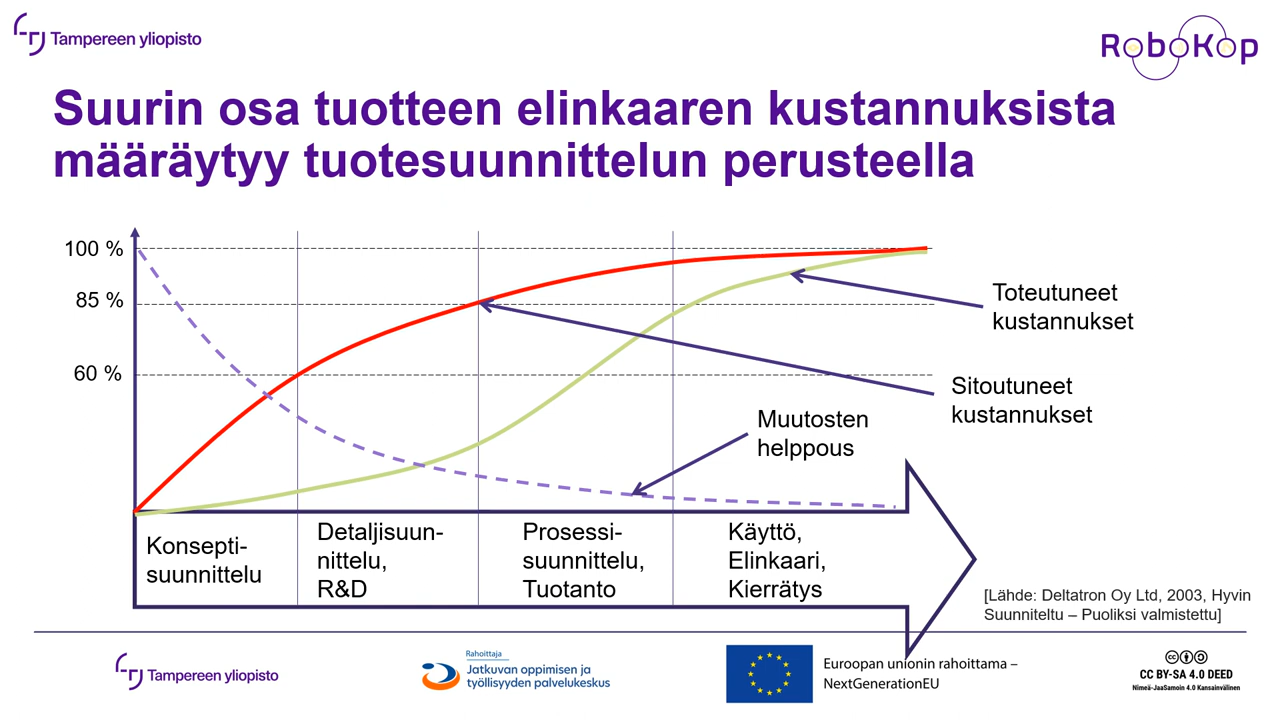 Tampereen yliopisto
RoboKop
Suurin osa tuotteen elinkaaren kustannuksista
määräytyy tuotesuunnittelun perusteella
100 %
85 %
60 %
Toteutuneet
kustannukset
Sitoutuneet
kustannukset
Muutosten
helppous
Konsepti-
suunnittelu
Detaljisuun-
nittelu,
R&D
Prosessi-
suunnittelu,
Tuotanto
Käyttö,
Elinkaari,
Kierrätys
[Lähde: Deltatron Oy Ltd, 2003, Hyvin
Suunniteltu – Puoliksi valmistettu]
Tampereen yliopisto
Rahoittaja
Jatkuvan oppimisen ja
työllisyyden palvelukeskus
Euroopan unionin rahoittama –
NextGenerationEU
cc
CC BY-SA 4.0 DEED
Nimeä-JaaSamoin 4.0 Kansainvälinen